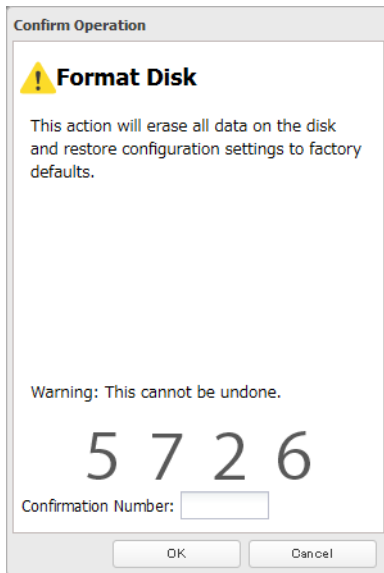 Confirm Operation
Format Disk
This action will erase all data on the disk
and restore configuration settings to factory
defaults.
Warning: This cannot be undone.
5 7 2 6
Confirmation Number:
OK Cancel